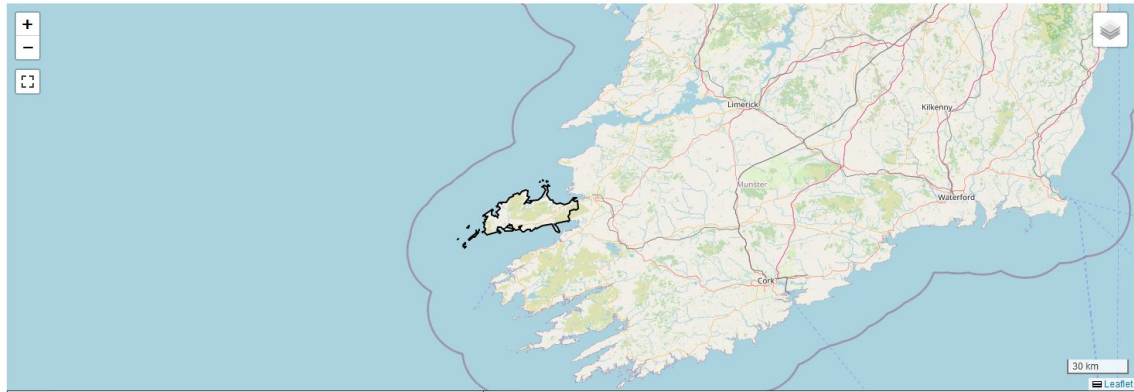 +
−
Limerick
Kilkenny
Munster
Waterford
Cork
30 km
Leaflet